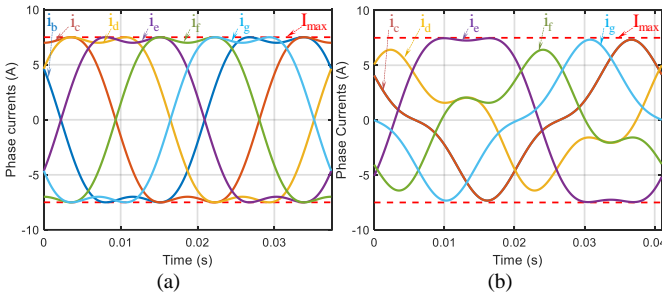 i_b i_c i_d i_e i_f i_g I_max
10
5
0
-5
-10
Phase currents (A)
0 0.01 0.02 0.03
Time (s)
(a)
i_c i_d i_e i_f i_g I_max
10
5
0
-5
-10
Phase currents (A)
0 0.01 0.02 0.03 0.04
Time (s)
(b)